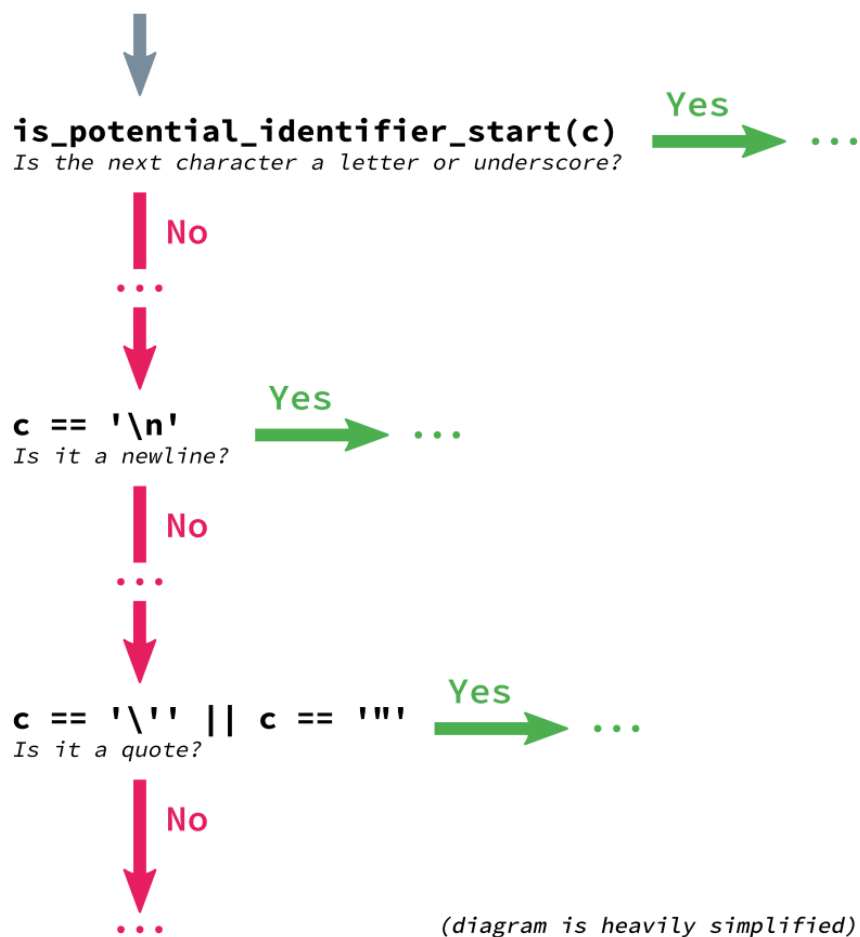 Yes
is_potential_identifier_start(c)
...
Is the next character a letter or underscore?
No
...
Yes
c == '\n'
...
Is it a newline?
No
...
Yes
c == '\'' || c == '"'
...
Is it a quote?
No
...
(diagram is heavily simplified)